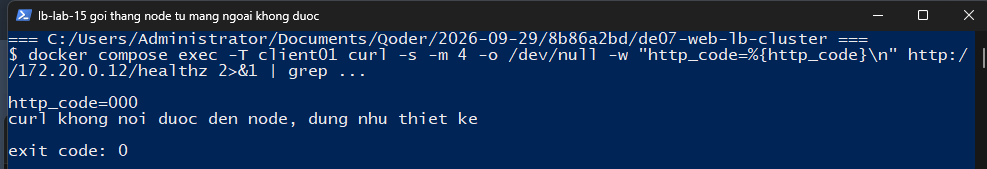 lb-lab-15 goi thang node tu mang ngoai khong duoc
=== C:/Users/Administrator/Documents/Qoder/2026-09-29/8b86a2bd/de07-web-lb-cluster ===
$ docker compose exec -T client01 curl -s -m 4 -o /dev/null -w "http_code=%{http_code}\n" http:/
/172.20.0.12/healthz 2>&1 | grep ...
http_code=000
curl khong noi duoc den node, dung nhu thiet ke
exit code: 0